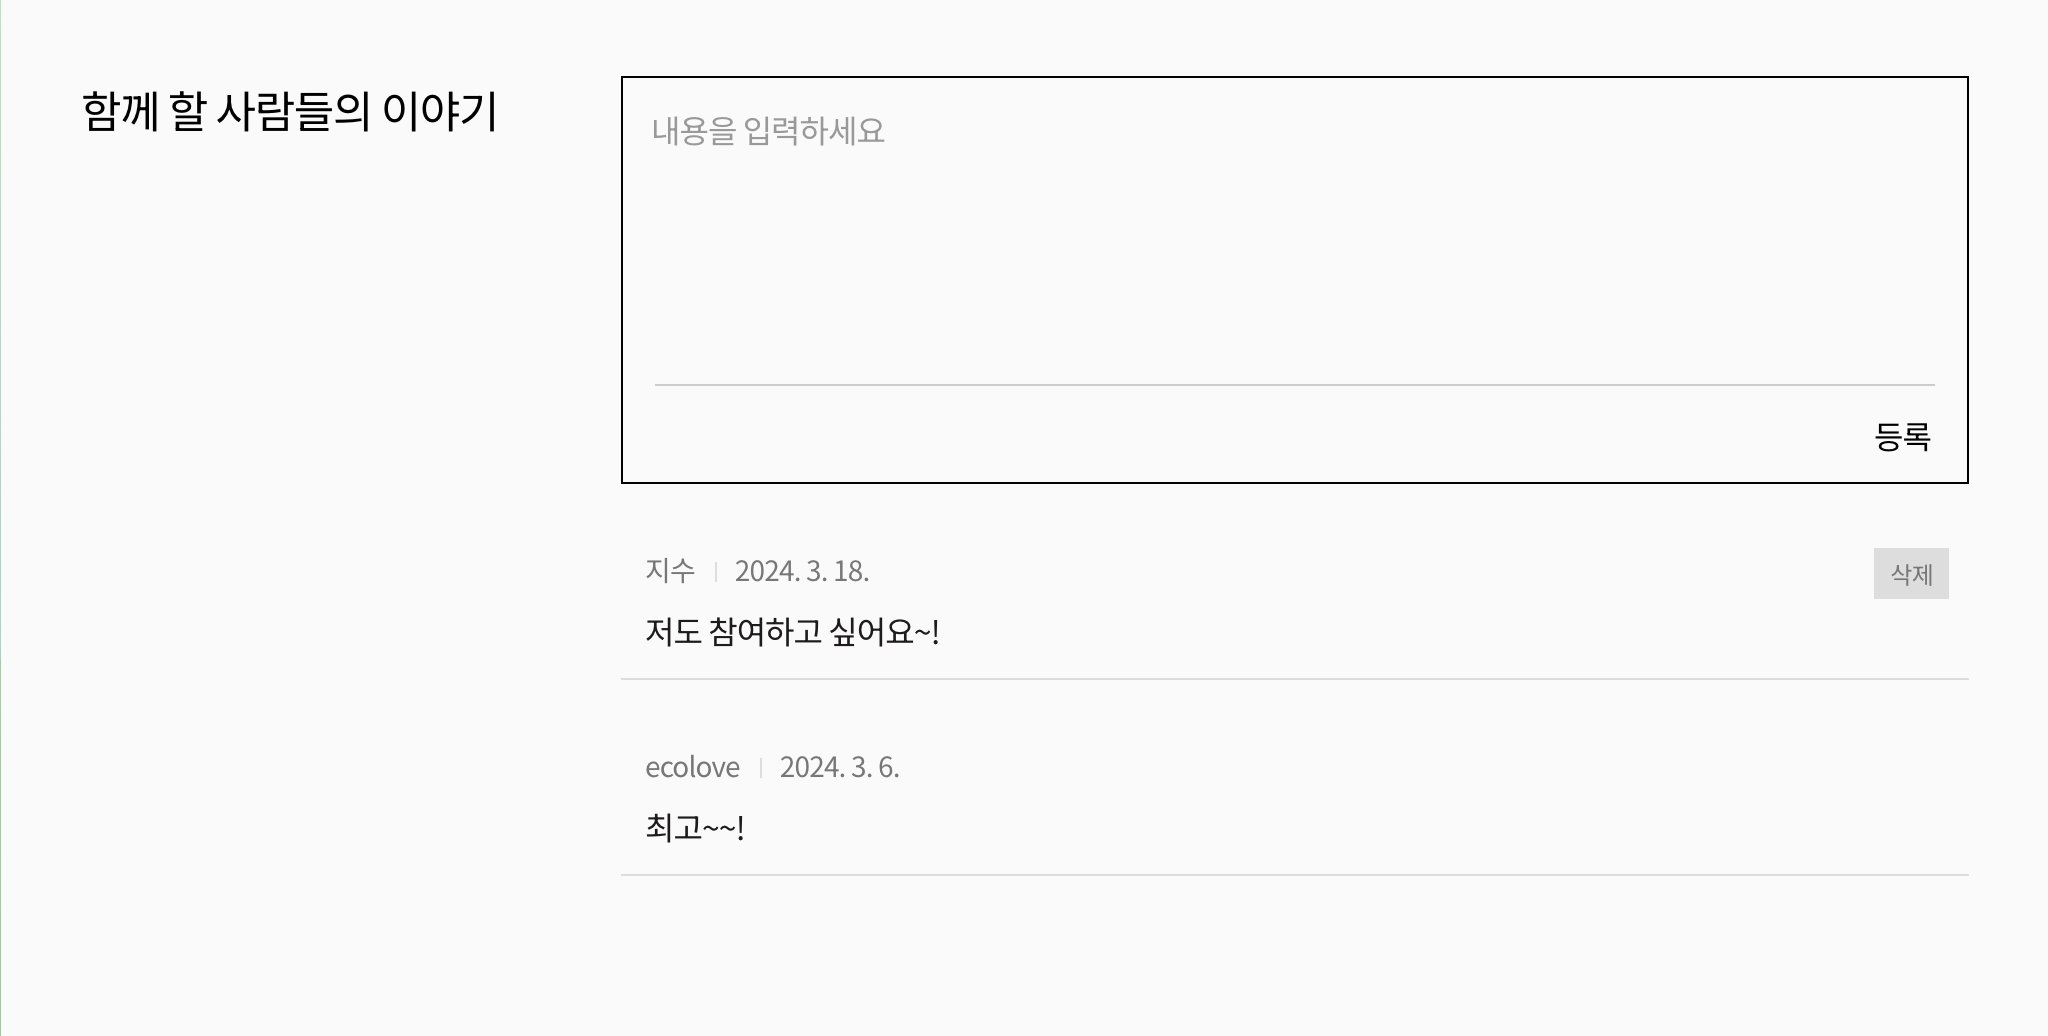 함께 할 사람들의 이야기
내용을 입력하세요
등록
지수 | 2024. 3. 18.
삭제
저도 참여하고 싶어요~!
ecolove | 2024. 3. 6.
최고~~!